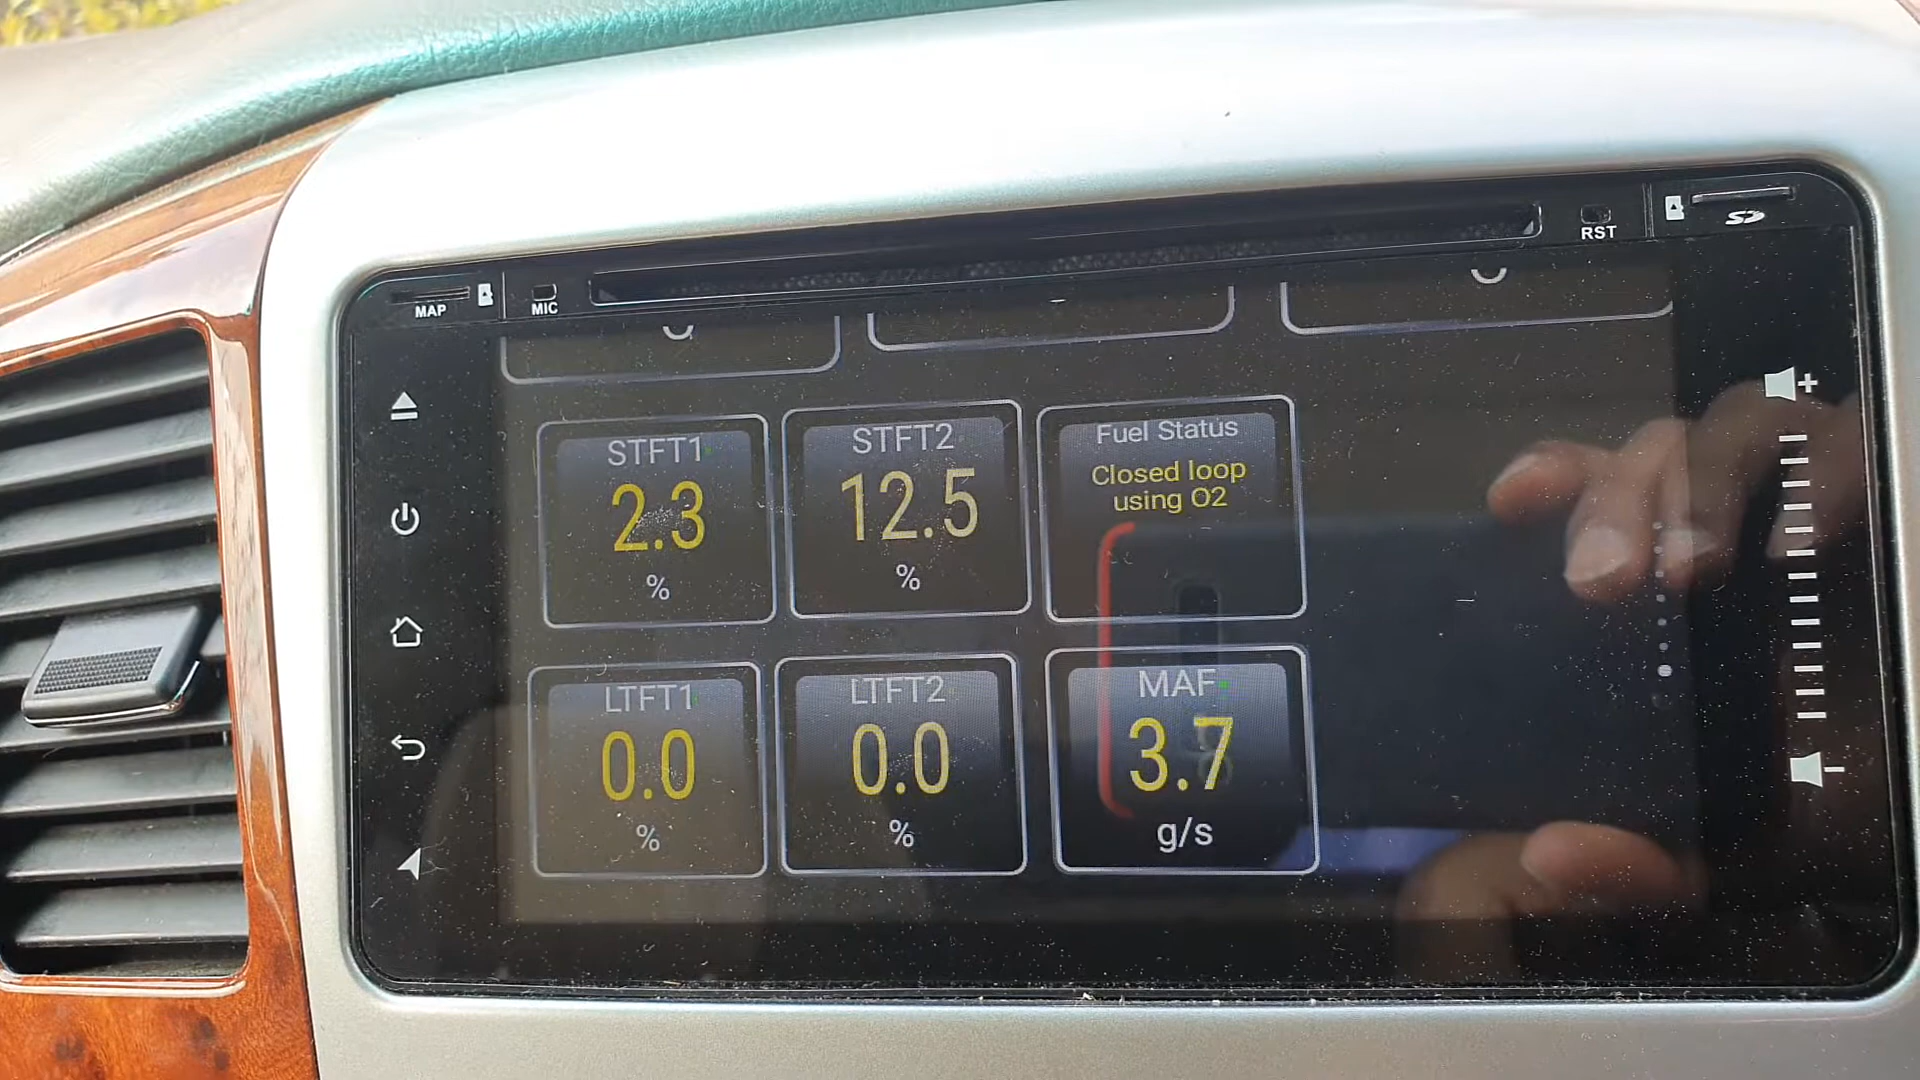 MAP
MIC
RST
SD
STFT1
2.3
%
STFT2
12.5
%
Fuel Status
Closed loop
using O2
LTFT1
0.0
%
LTFT2
0.0
%
MAF
3.7
g/s